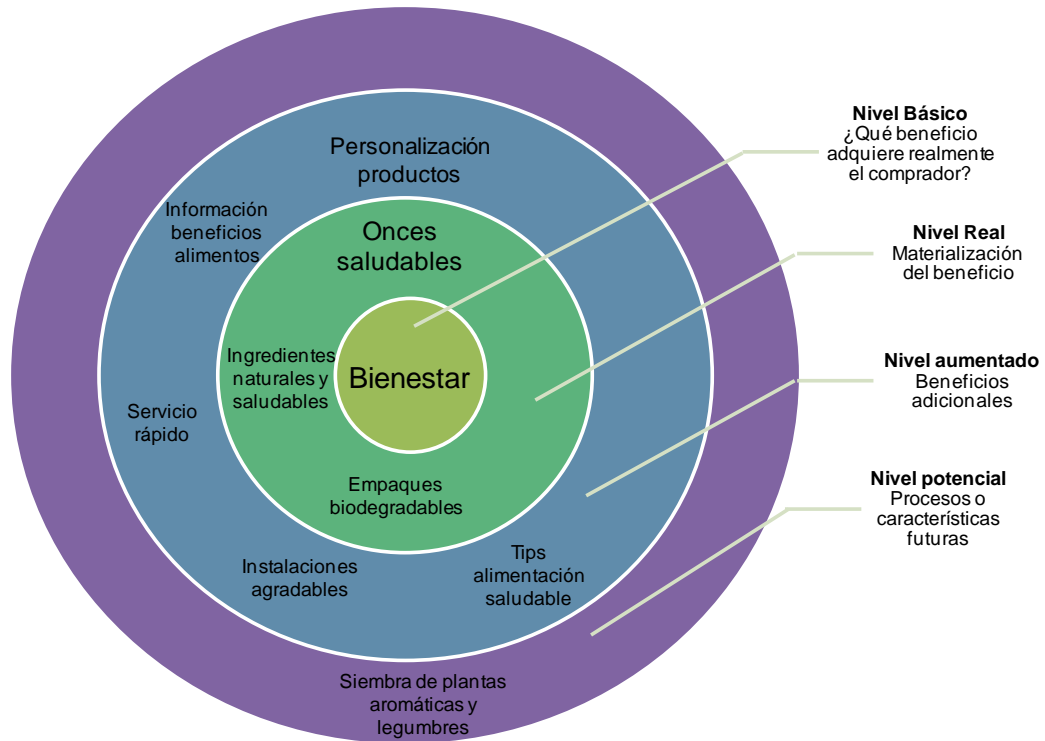 Personalización
productos
Información
beneficios
alimentos
Onces
saludables
Ingredientes
naturales y
saludables
Bienestar
Servicio
rápido
Empaques
biodegradables
Instalaciones
agradables
Tips
alimentación
saludable
Siembra de plantas
aromáticas y
legumbres
Nivel Básico
¿Qué beneficio
adquiere realmente
el comprador?
Nivel Real
Materialización
del beneficio
Nivel aumentado
Beneficios
adicionales
Nivel potencial
Procesos o
características
futuras